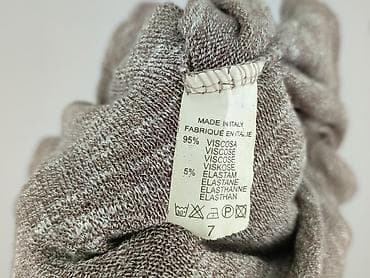 MADE IN ITALY
FABRIQUÉ EN ITALIE
95% VISCOSA
VISCOSE
VISCOSE
VISKOSE
5% ELASTAM
ELASTANE
ELASTHANNE
ELASTHAN
7